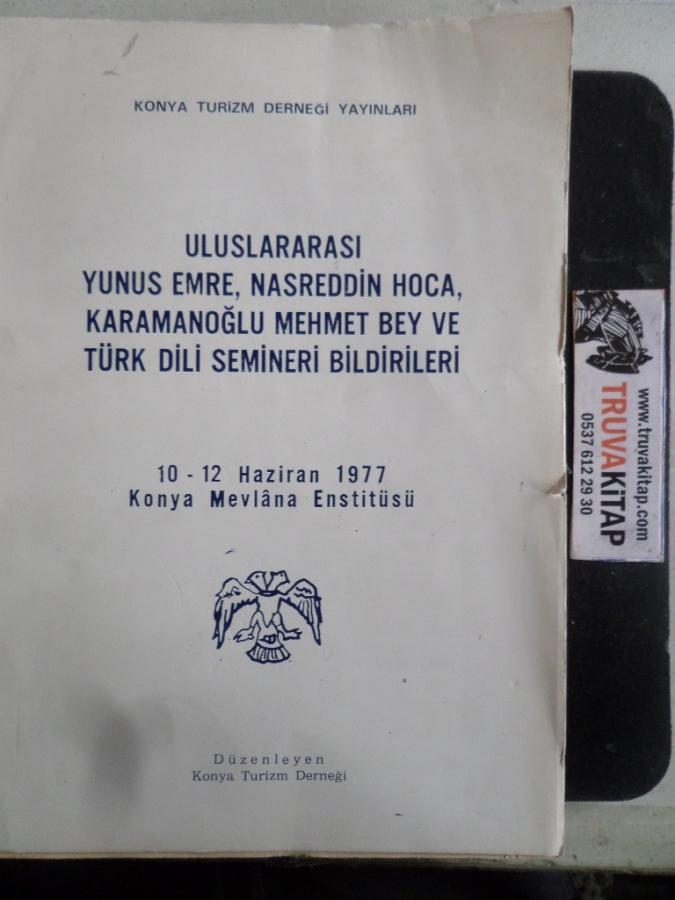 KONYA TURİZM DERNEĞİ YAYINLARI
ULUSLARARASI
YUNUS EMRE, NASREDDİN HOCA,
KARAMANOĞLU MEHMET BEY VE
TÜRK DİLİ SEMİNERİ BİLDİRİLERİ
10 - 12 Haziran 1977
Konya Mevlâna Enstitüsü
Düzenleyen
Konya Turizm Derneği
www.truvakitap.com
TRUVAKİTAP
0537 612 29 30